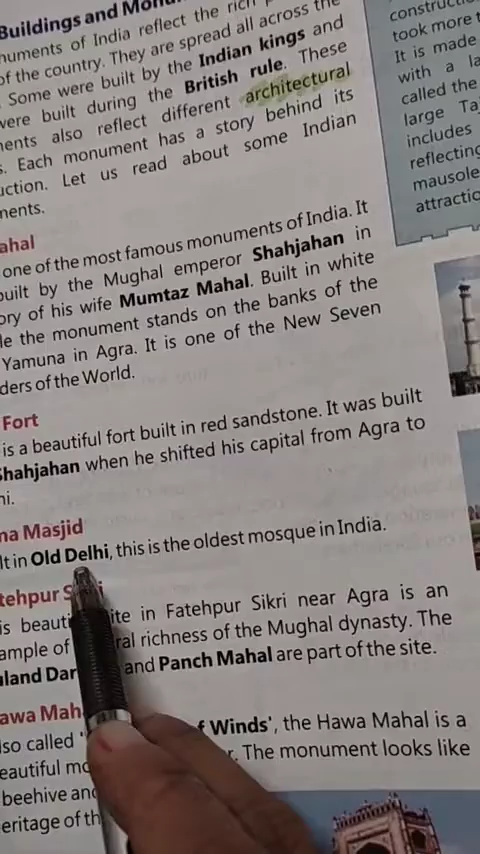 Buildings and Monu
numents of India reflect the rich
of the country. They are spread all across the
. Some were built by the Indian kings and
were built during the British rule. These
ments also reflect different architectural
s. Each monument has a story behind its
uction. Let us read about some Indian
ments.
ahal
one of the most famous monuments of India. It
built by the Mughal emperor Shahjahan in
ory of his wife Mumtaz Mahal. Built in white
le the monument stands on the banks of the
Yamuna in Agra. It is one of the New Seven
ders of the World.
Fort
is a beautiful fort built in red sandstone. It was built
Shahjahan when he shifted his capital from Agra to
hi.
ma Masjid
lt in Old Delhi, this is the oldest mosque in India.
tehpur S
is beauti ite in Fatehpur Sikri near Agra is an
ample of ral richness of the Mughal dynasty. The
uland Dar and Panch Mahal are part of the site.
awa Mah
lso called ' f Winds', the Hawa Mahal is a
eautiful mo r. The monument looks like
beehive and
eritage of th
constructi
took more t
It is made
with a la
called the
large Ta
includes
reflecting
mausole
attractio